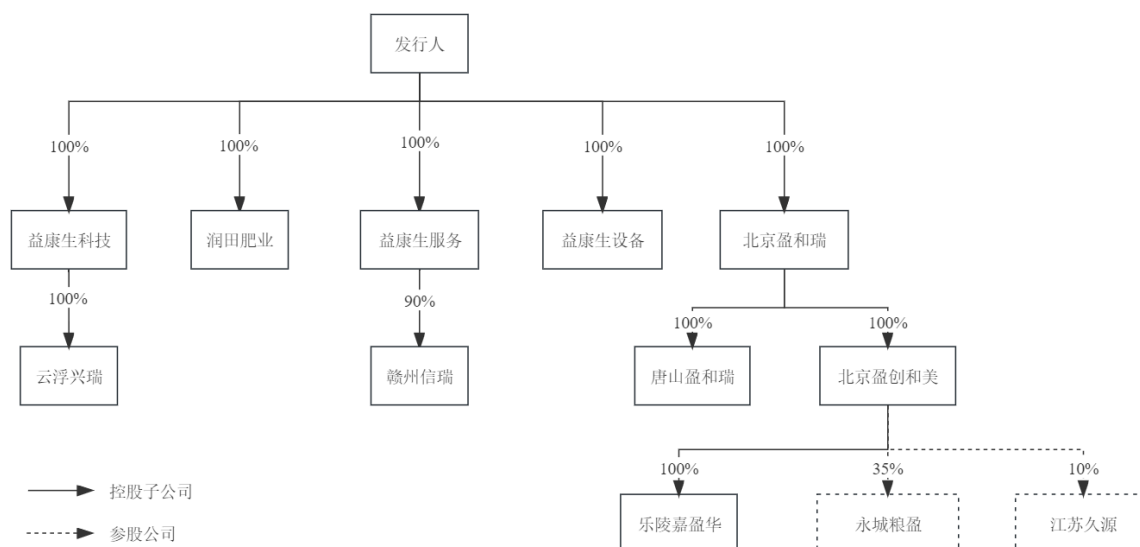 发行人
100%
100%
100%
100%
100%
益康生科技
润田肥业
益康生服务
益康生设备
北京盈和瑞
100%
90%
100%
100%
云浮兴瑞
赣州信瑞
唐山盈和瑞
北京盈创和美
100%
35%
10%
控股子公司
乐陵嘉盈华
永城粮盈
江苏久源
参股公司